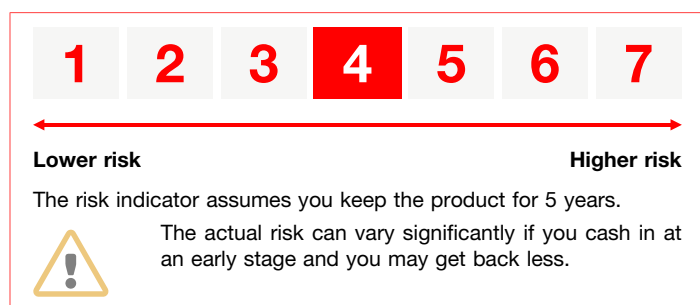 1 2 3 4 5 6 7
Lower risk Higher risk
The risk indicator assumes you keep the product for 5 years.
The actual risk can vary significantly if you cash in at
an early stage and you may get back less.